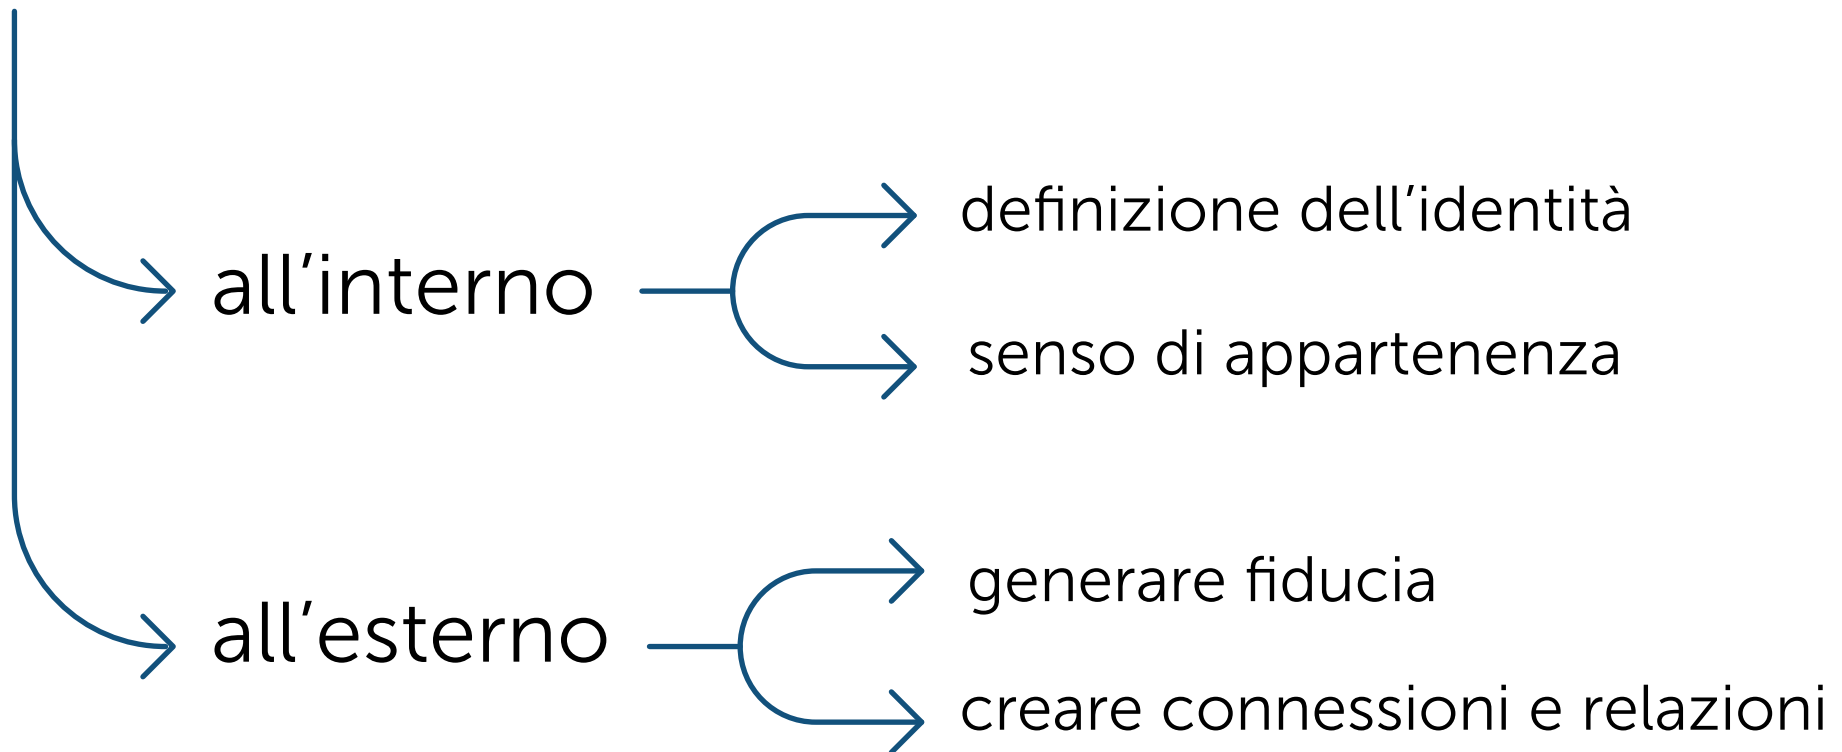 definizione dell’identità
all’interno
senso di appartenenza
generare fiducia
all’esterno
creare connessioni e relazioni